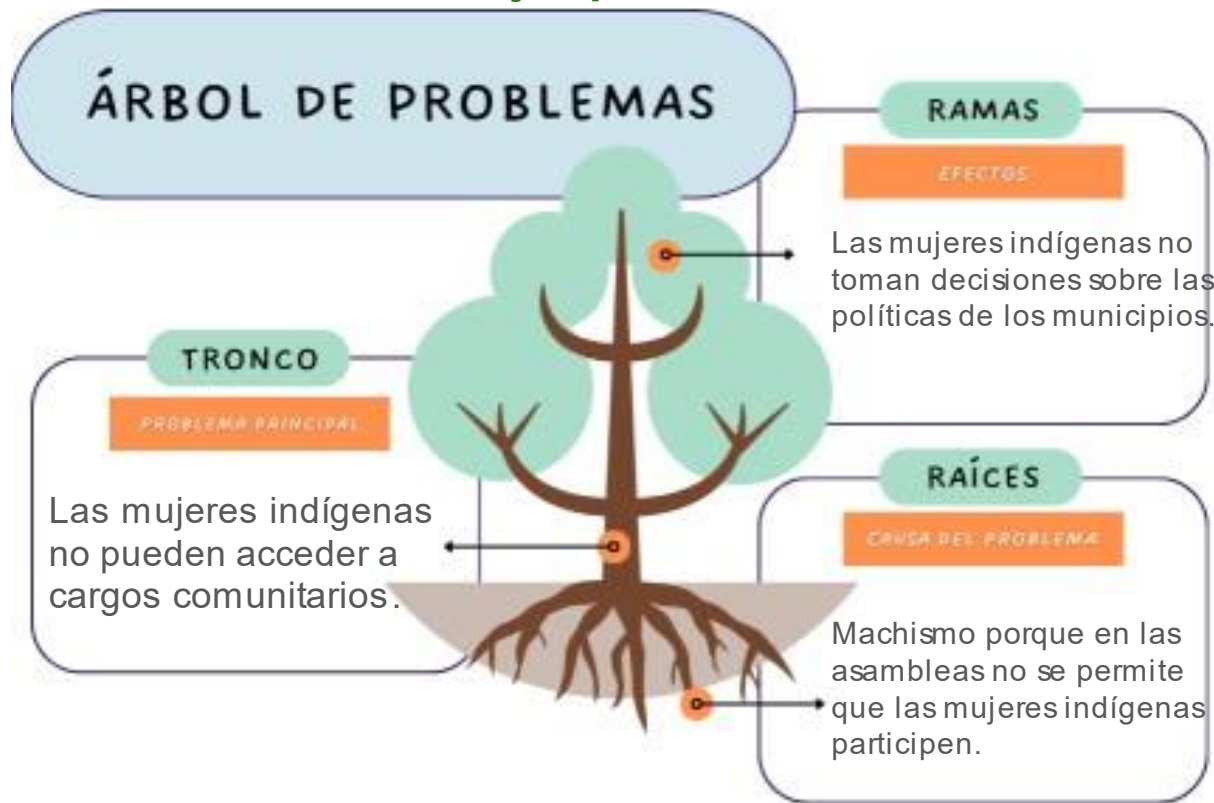 ÁRBOL DE PROBLEMAS
RAMAS
EFECTOS
Las mujeres indígenas no
toman decisiones sobre las
políticas de los municipios.
TRONCO
PROBLEMA PRINCIPAL
Las mujeres indígenas
no pueden acceder a
cargos comunitarios.
RAÍCES
CAUSA DEL PROBLEMA
Machismo porque en las
asambleas no se permite
que las mujeres indígenas
participen.